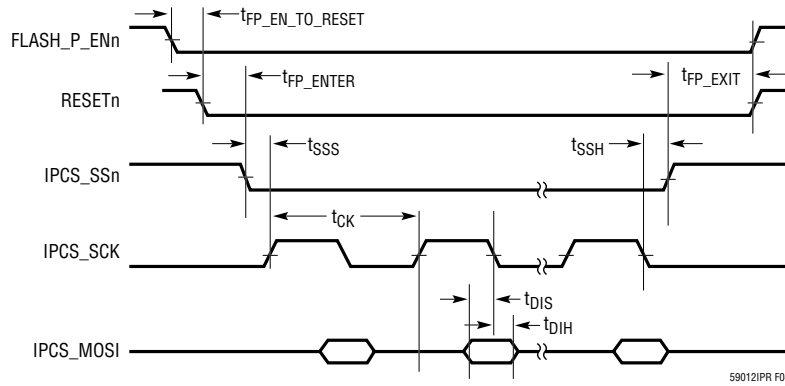 tFP_EN_TO_RESET
FLASH_P_ENn
tFP_ENTER
tFP_EXIT
RESETn
tSSS
tSSH
IPCS_SSn
tCK
IPCS_SCK
tDIS
tDIH
IPCS_MOSI
59012IPR F0